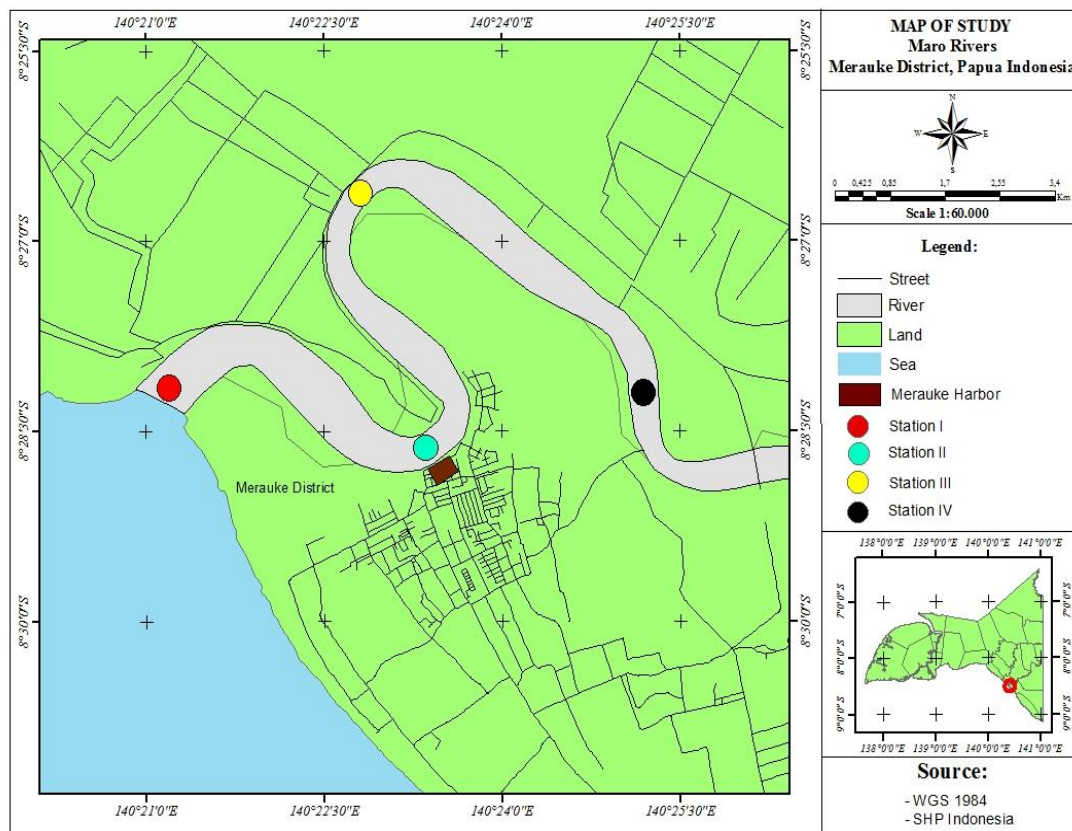 140°21'0"E 140°22'30"E 140°24'0"E 140°25'30"E
8°25'30"S 8°25'30"S
8°27'0"S 8°27'0"S
8°28'30"S 8°28'30"S
8°30'0"S 8°30'0"S
Merauke District
140°21'0"E 140°22'30"E 140°24'0"E 140°25'30"E
MAP OF STUDY
Maro Rivers
Merauke District, Papua Indonesia
N
W E
S
0 0,425 0,85 1,7 2,55 3,4
Km
Scale 1:60.000
Legend:
Street
River
Land
Sea
Merauke Harbor
Station I
Station II
Station III
Station IV
138°0'0"E 139°0'0"E 140°0'0"E 141°0'0"E
7°0'0"S 7°0'0"S
8°0'0"S 8°0'0"S
9°0'0"S 9°0'0"S
138°0'0"E 139°0'0"E 140°0'0"E 141°0'0"E
Source:
- WGS 1984
- SHP Indonesia